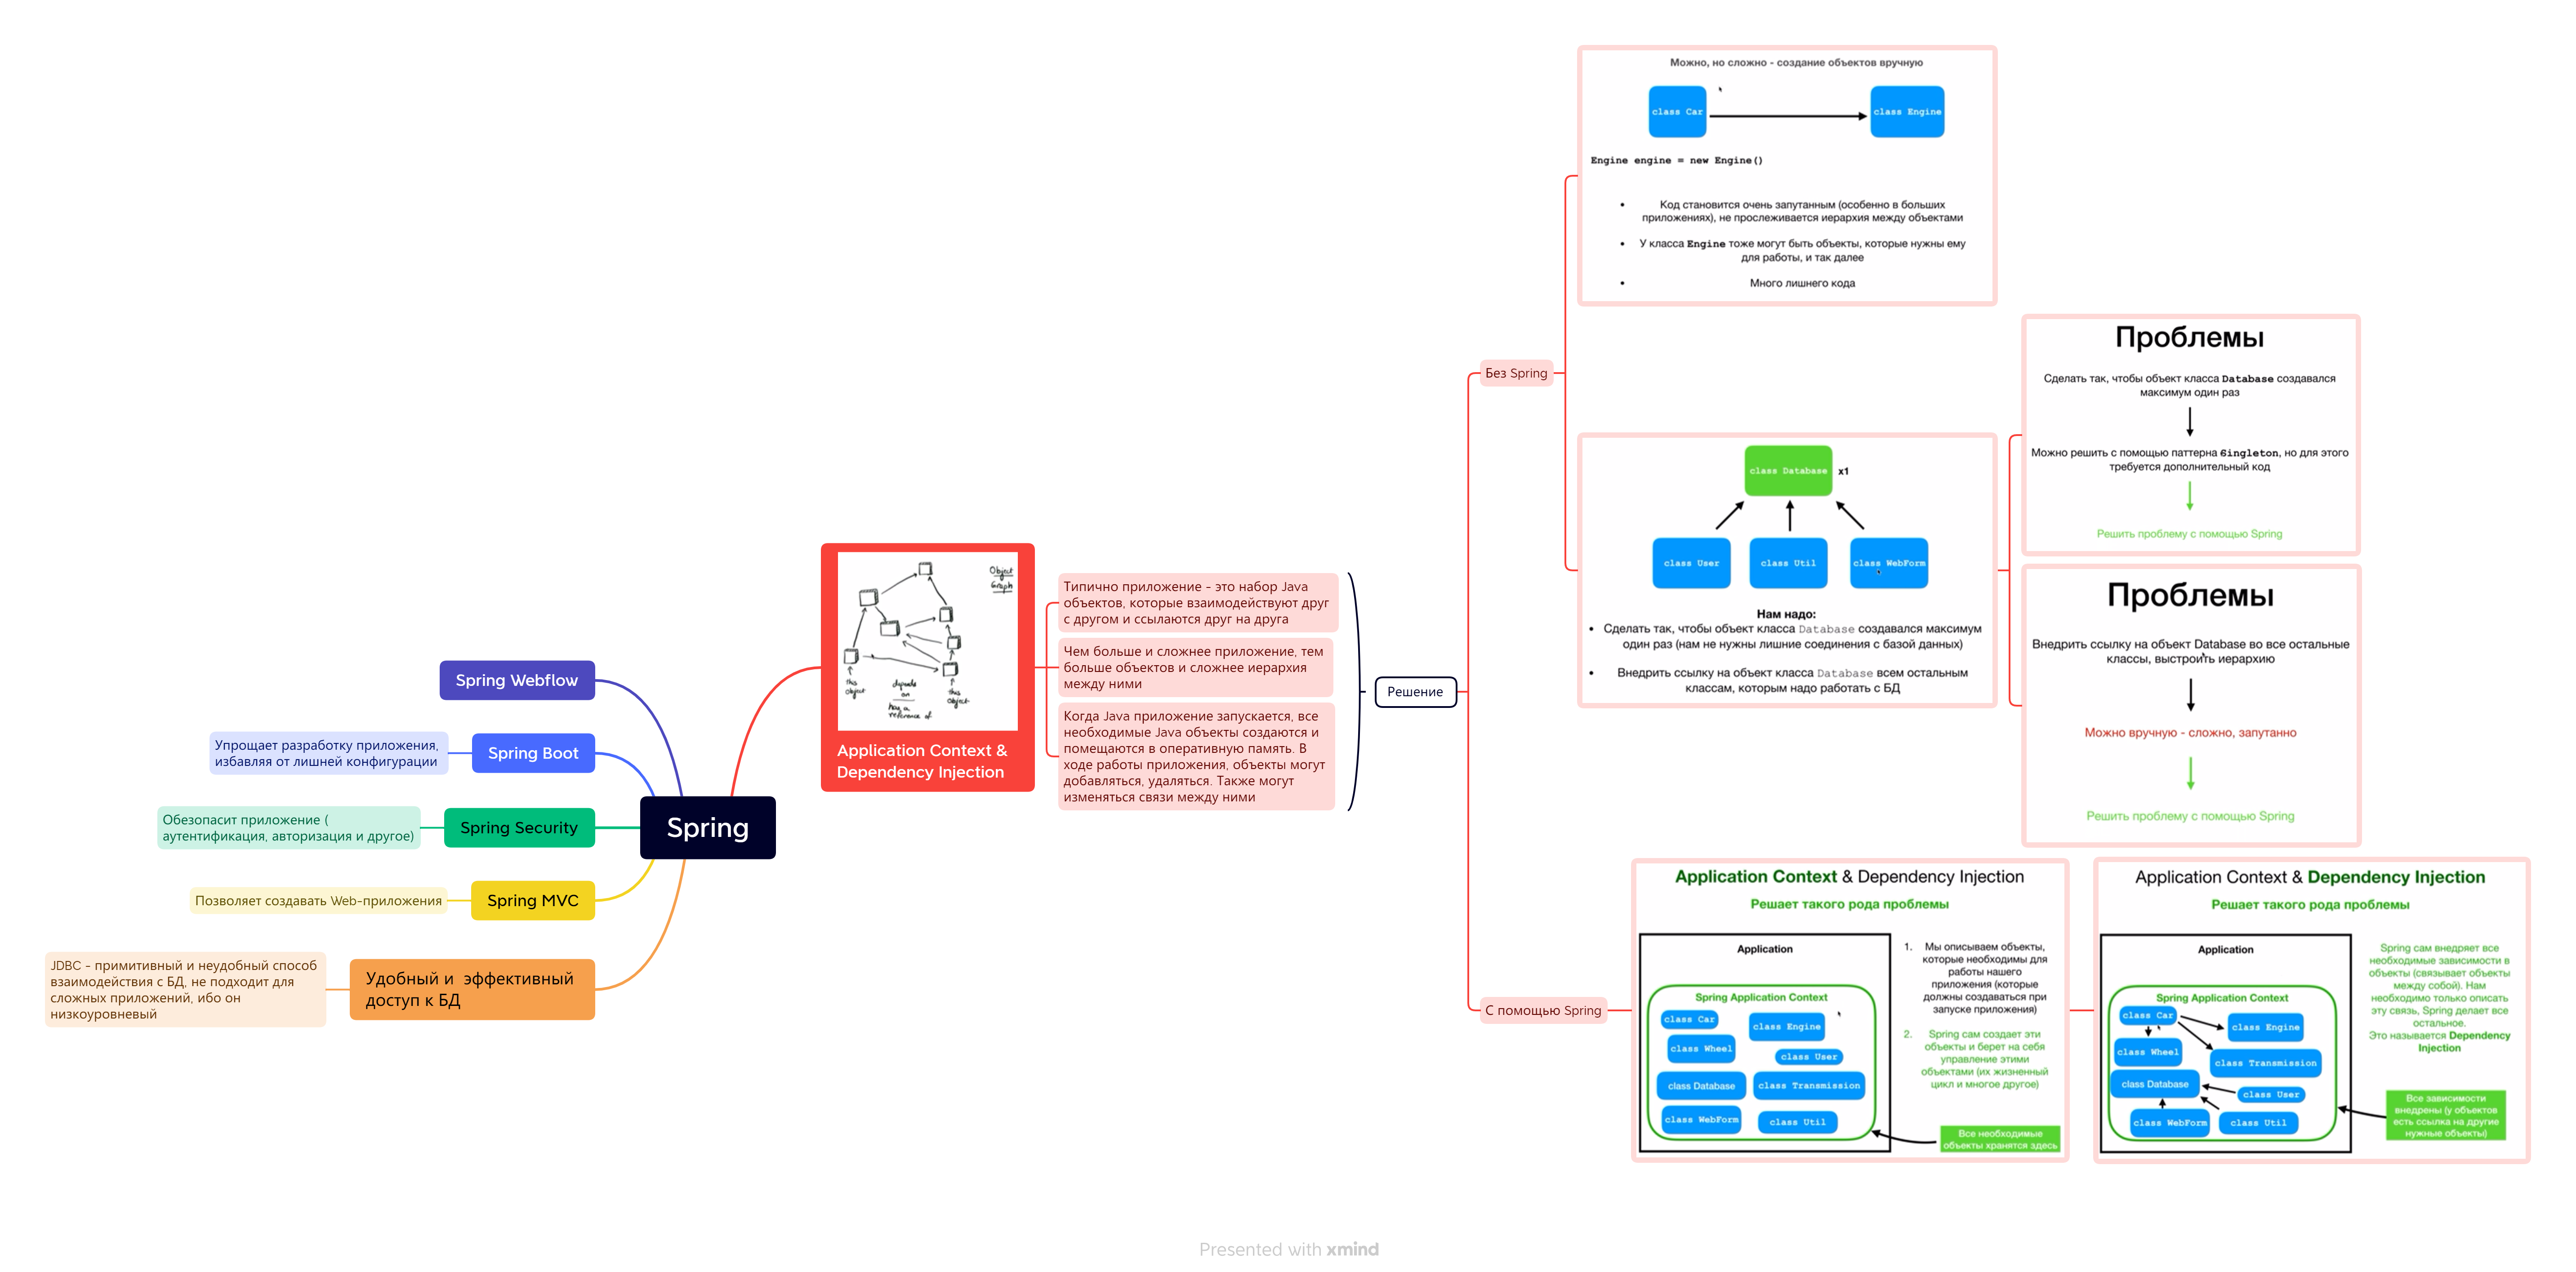 Spring
Spring Webflow
Spring Boot
Упрощает разработку приложения,
избавляя от лишней конфигурации
Spring Security
Обезопасит приложение (
аутентификация, авторизация и другое)
Spring MVC
Позволяет создавать Web-приложения
Удобный и эффективный
доступ к БД
JDBC - примитивный и неудобный способ
взаимодействия с БД, не подходит для
сложных приложений, ибо он
низкоуровневый
Object
Graph
this
object
depends
on
has a
reference of
this
object
Application Context &
Dependency Injection
Типично приложение - это набор Java
объектов, которые взаимодействуют друг
с другом и ссылаются друг на друга
Чем больше и сложнее приложение, тем
больше объектов и сложнее иерархия
между ними
Когда Java приложение запускается, все
необходимые Java объекты создаются и
помещаются в оперативную память. В
ходе работы приложения, объекты могут
добавляться, удаляться. Также могут
изменяться связи между ними
Решение
Без Spring
Можно, но сложно - создание объектов вручную
class Car
class Engine
Engine engine = new Engine()
• Код становится очень запутанным (особенно в больших
приложениях), не прослеживается иерархия между объектами
• У класса Engine тоже могут быть объекты, которые нужны ему
для работы, и так далее
• Много лишнего кода
class Database x1
class User
class Util
class WebForm
Нам надо:
• Сделать так, чтобы объект класса Database создавался максимум
один раз (нам не нужны лишние соединения с базой данных)
• Внедрить ссылку на объект класса Database всем остальным
классам, которым надо работать с БД
Проблемы
Сделать так, чтобы объект класса Database создавался
максимум один раз
Можно решить с помощью паттерна Singleton, но для этого
требуется дополнительный код
Решить проблему с помощью Spring
Проблемы
Внедрить ссылку на объект Database во все остальные
классы, выстроить иерархию
Можно вручную - сложно, запутанно
Решить проблему с помощью Spring
С помощью Spring
Application Context & Dependency Injection
Решает такого рода проблемы
Application
Spring Application Context
class Car
class Engine
class Wheel
class User
class Database
class Transmission
class WebForm
class Util
1. Мы описываем объекты,
которые необходимы для
работы нашего
приложения (которые
должны создаваться при
запуске приложения)
2. Spring сам создает эти
объекты и берет на себя
управление этими
объектами (их жизненный
цикл и многое другое)
Все необходимые
объекты хранятся здесь
Application Context & Dependency Injection
Решает такого рода проблемы
Application
Spring Application Context
class Car
class Engine
class Wheel
class Transmission
class Database
class User
class WebForm
class Util
Spring сам внедряет все
необходимые зависимости в
объекты (связывает объекты
между собой). Нам
необходимо только описать
эту связь, Spring делает все
остальное.
Это называется Dependency
Injection
Все зависимости
внедрены (у объектов
есть ссылка на другие
нужные объекты)
Presented with xmind